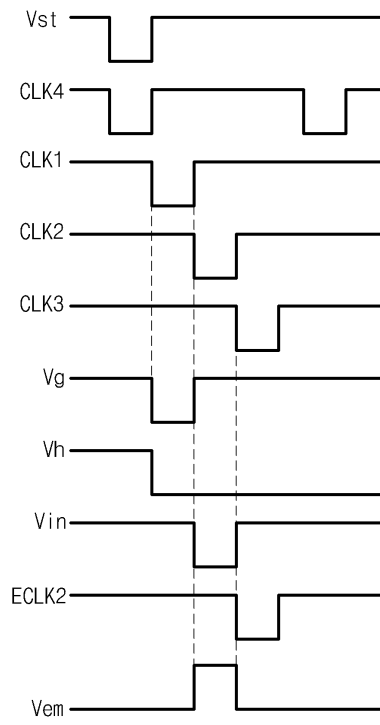 Vst
CLK4
CLK1
CLK2
CLK3
Vg
Vh
Vin
ECLK2
Vem